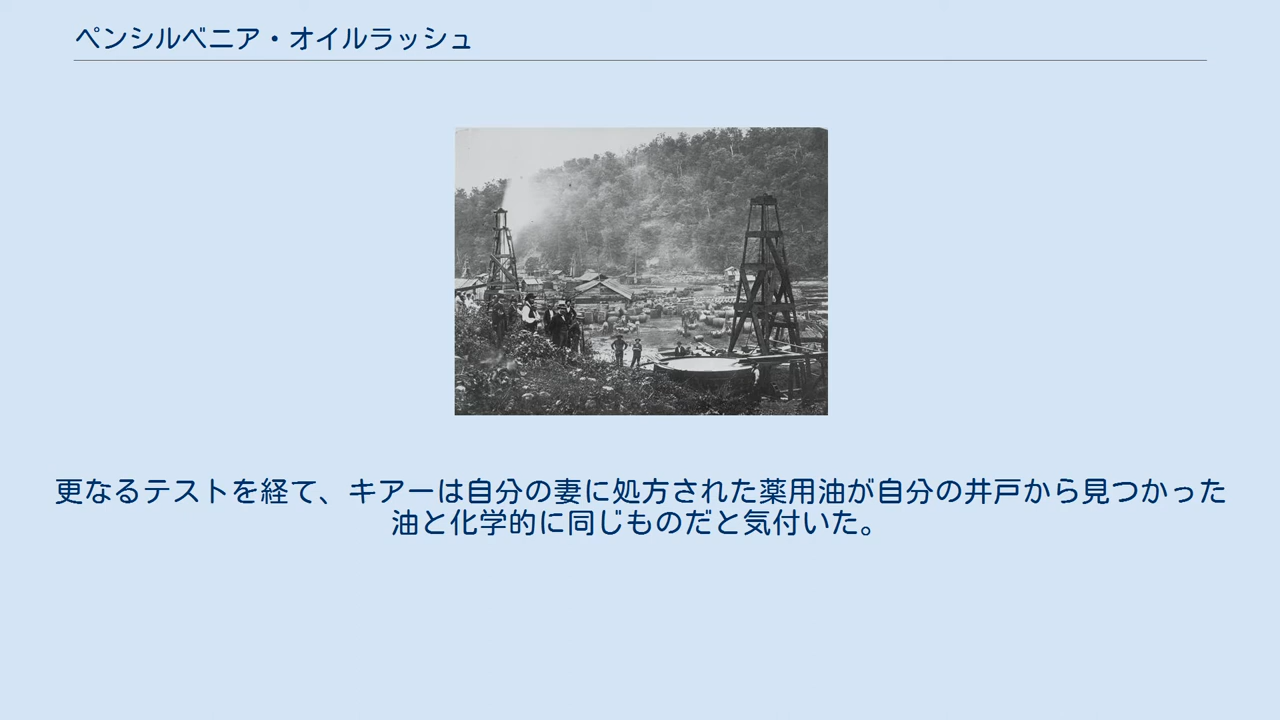 ペンシルベニア・オイルラッシュ
更なるテストを経て、キアーは自分の妻に処方された薬用油が自分の井戸から見つかった
油と化学的に同じものだと気付いた。